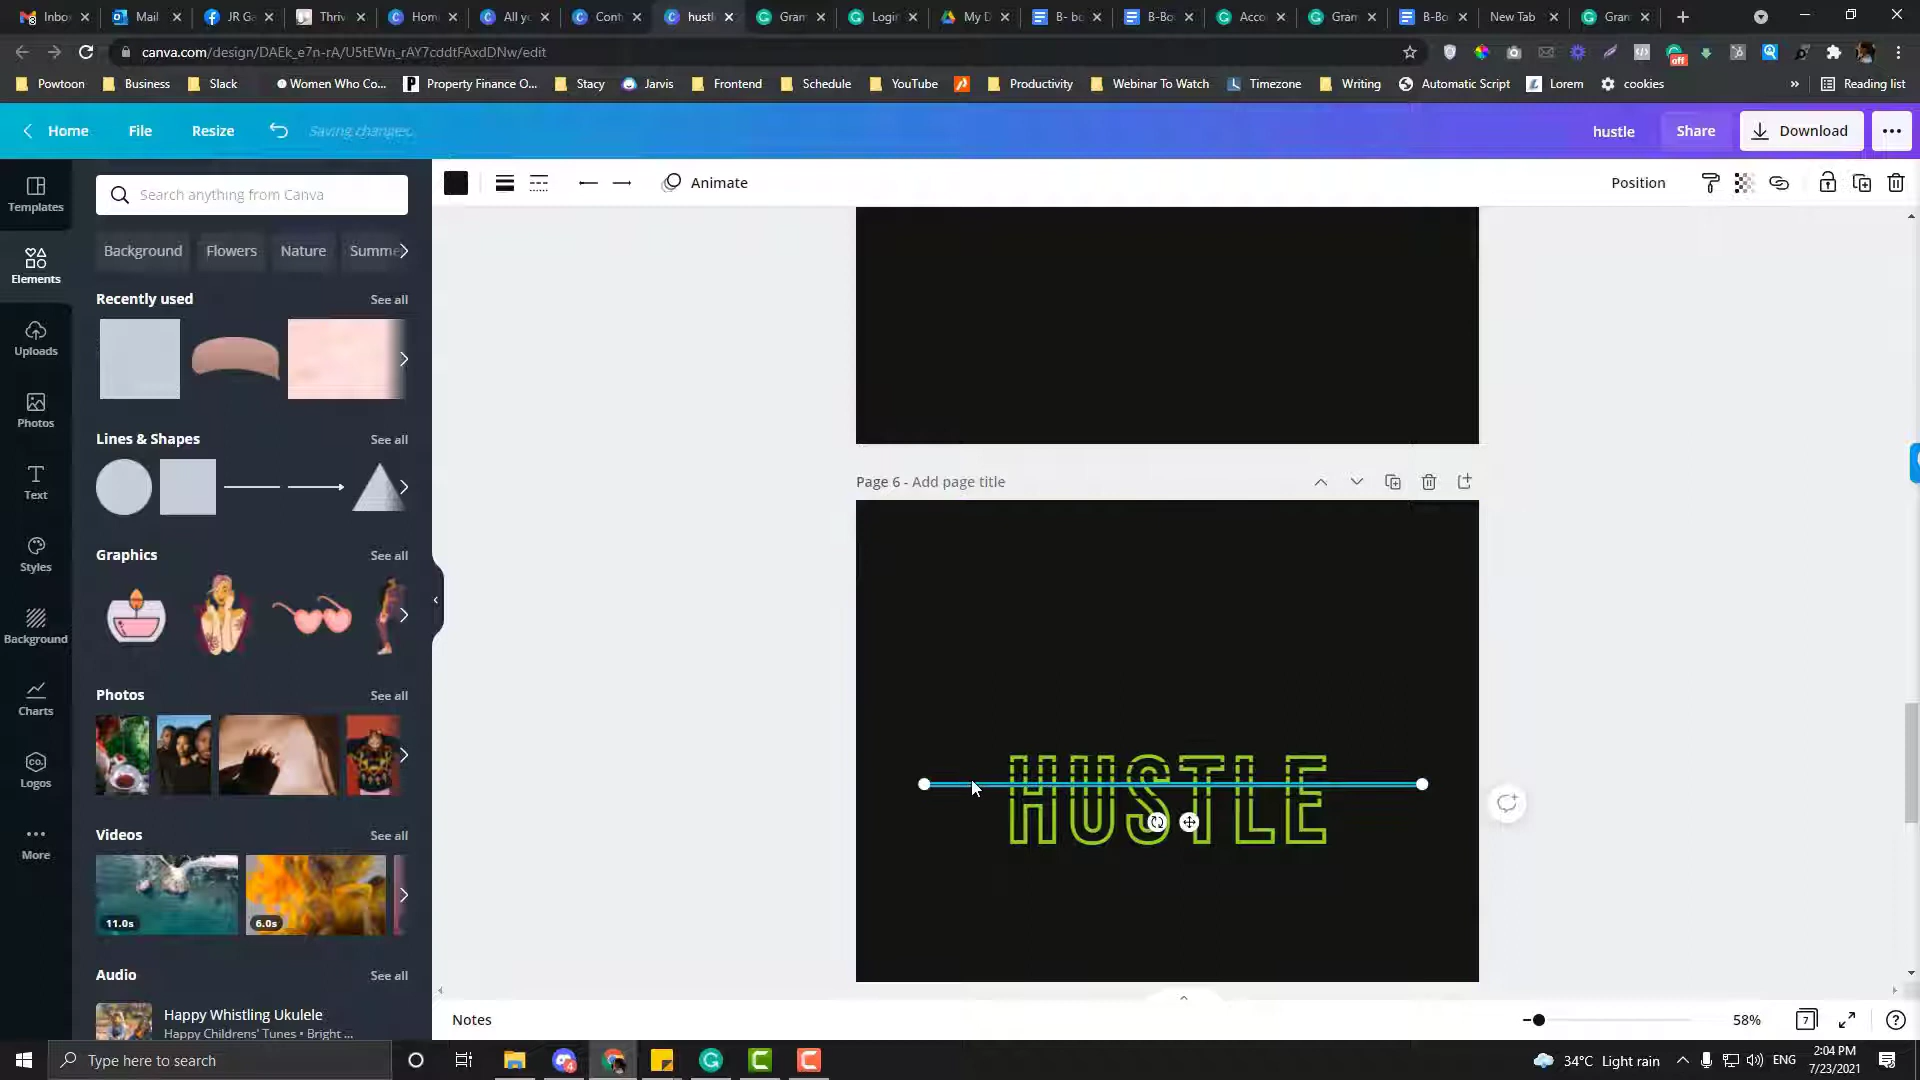 Inbo
Mail
JR Ga
Thriv
Hom
All yo
Cont
hustl
Gram
Login
My D
B- bo
B-Bo
Acco
Gram
B-Bo
New Tab
Gran
canva.com/design/DAEk_e7n-rA/U5tEWn_rAY7cddtFAxdDNw/edit
off
Powtoon
Business
Slack
Women Who Co...
Property Finance O...
Stacy
Jarvis
Frontend
Schedule
YouTube
Productivity
Webinar To Watch
Timezone
Writing
Automatic Script
Lorem
cookies
»
Reading list
Home
File
Resize
Saving changes...
hustle
Share
Download
Templates
Elements
Uploads
Photos
Text
Styles
Background
Charts
Logos
More
Search anything from Canva
Background
Flowers
Nature
Summe
Recently used
See all
Lines & Shapes
See all
Graphics
See all
Photos
See all
Videos
See all
11.0s
6.0s
Audio
See all
Happy Whistling Ukulele
Happy Childrens' Tunes • Bright ...
Animate
Position
Page 6 - Add page title
HUSTLE
Notes
58%
7
Type here to search
34°C Light rain
ENG
2:04 PM
7/23/2021